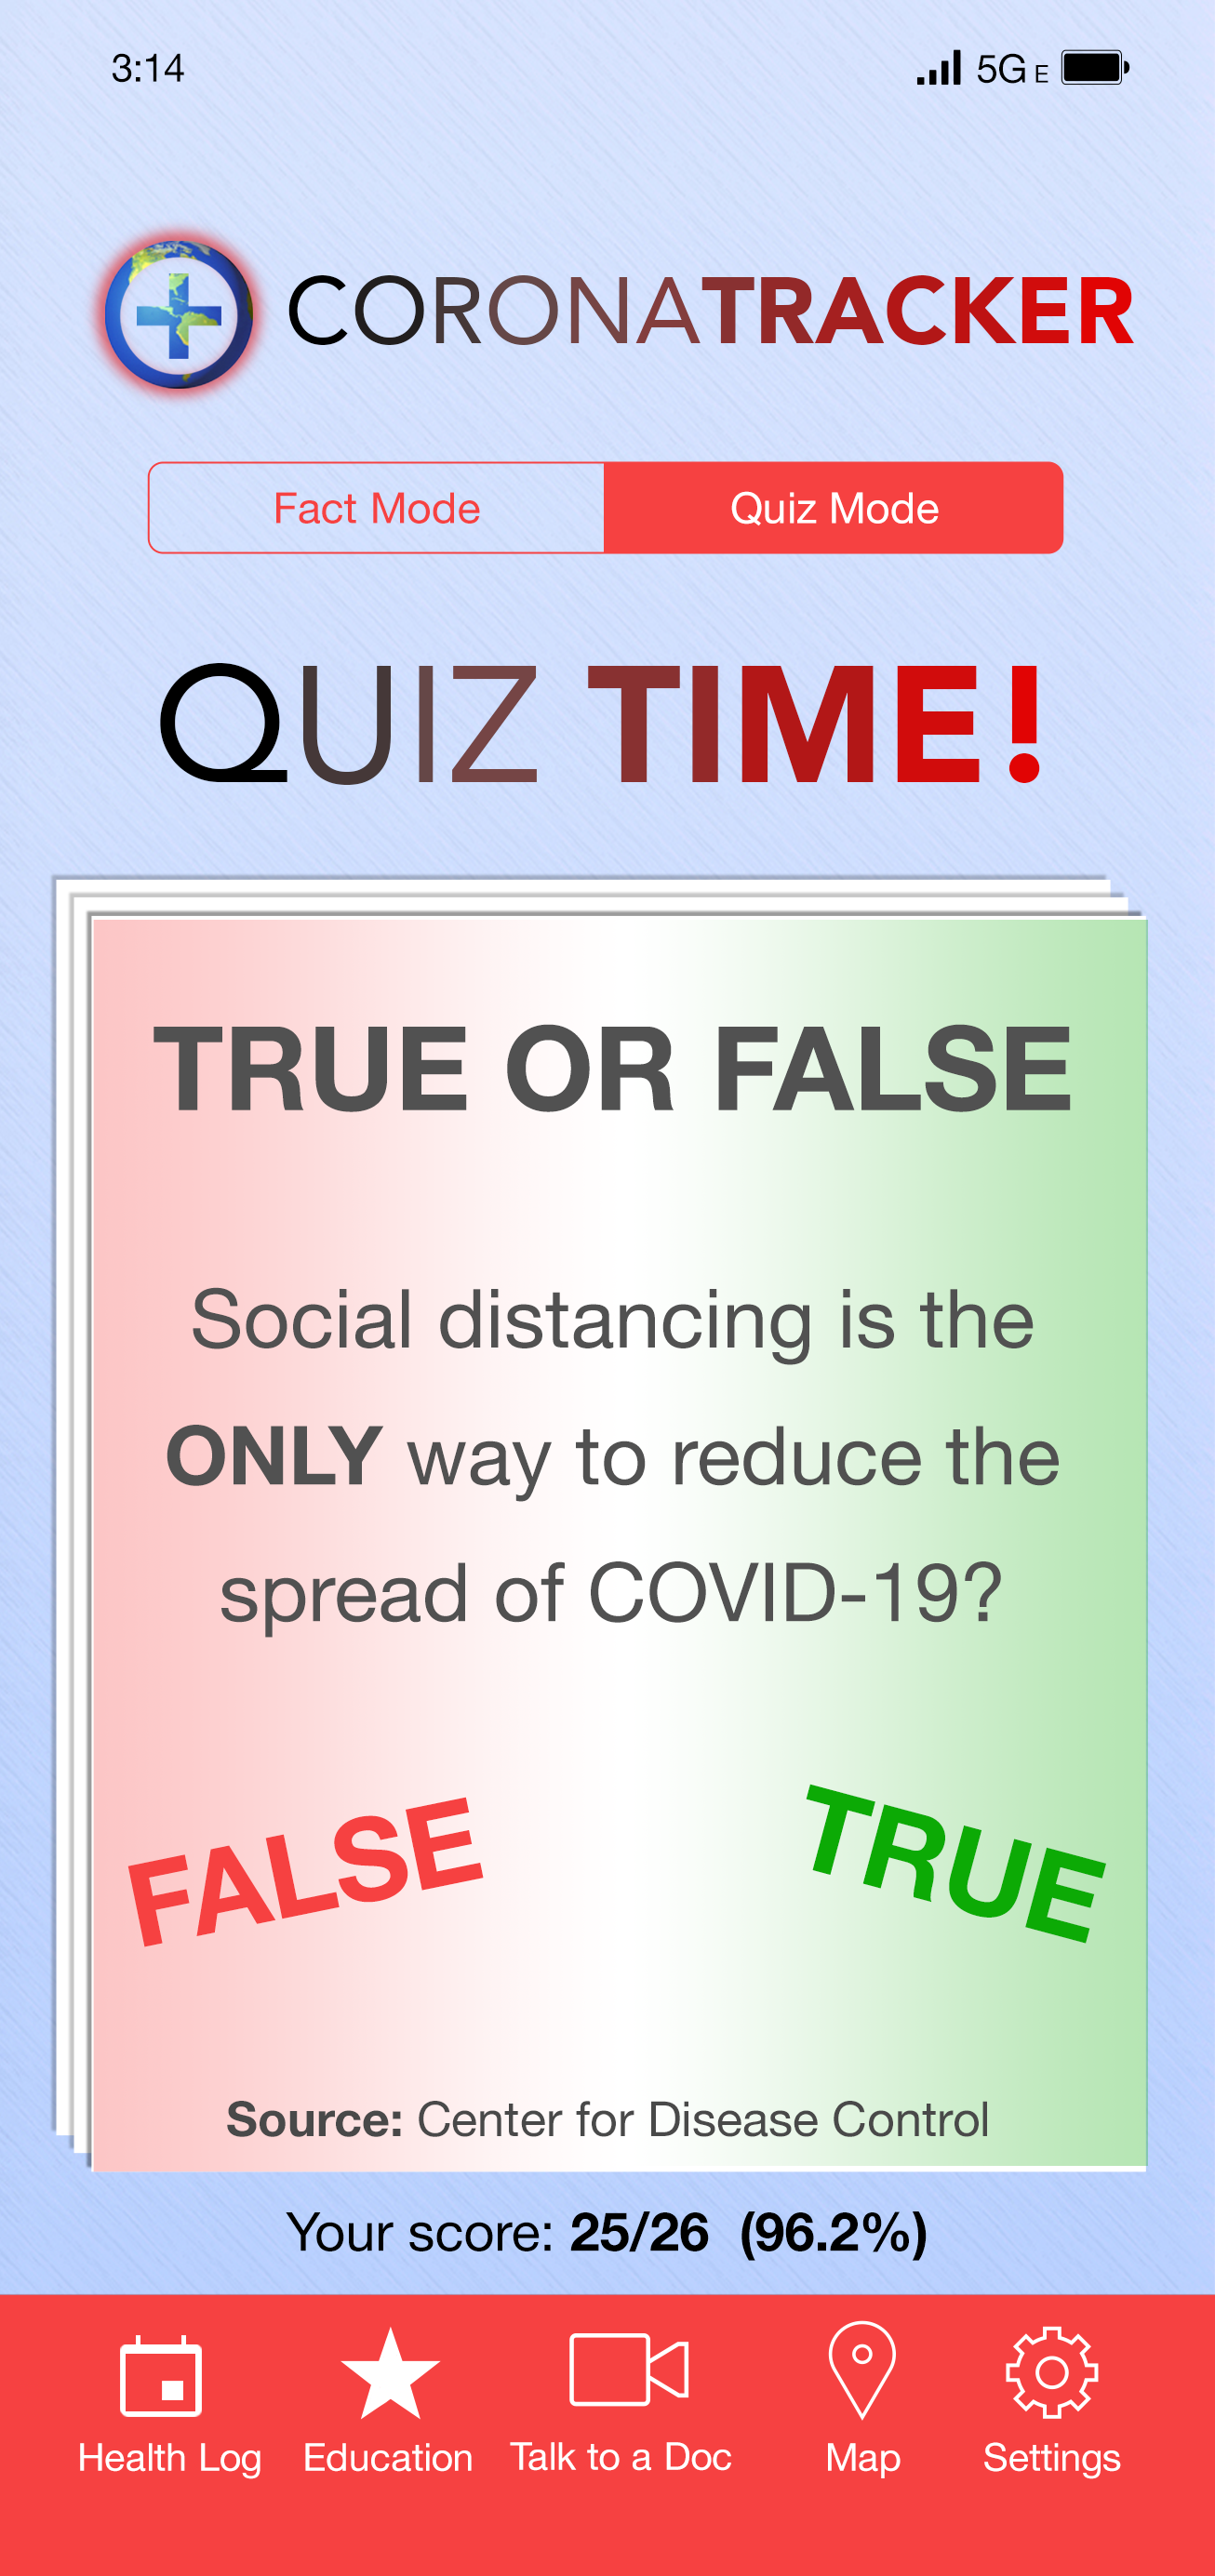 3:14
5G E
CORONATRACKER
Fact Mode
Quiz Mode
QUIZ TIME!
TRUE OR FALSE
Social distancing is the
ONLY way to reduce the
spread of COVID-19?
FALSE
TRUE
Source: Center for Disease Control
Your score: 25/26 (96.2%)
Health Log
Education
Talk to a Doc
Map
Settings